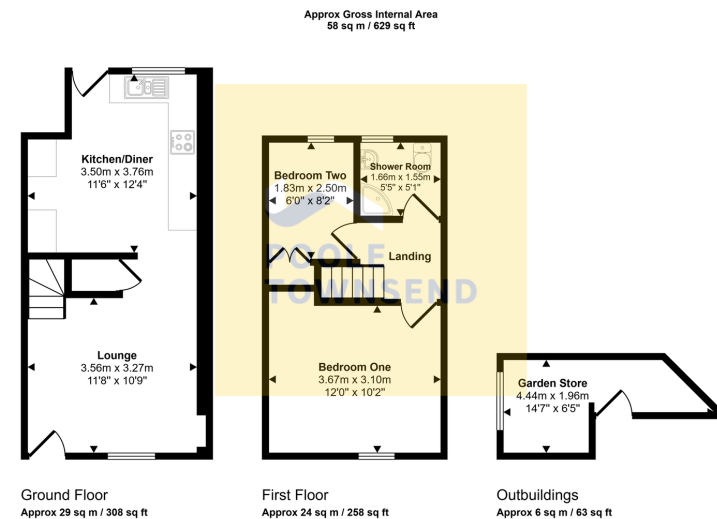 Approx Gross Internal Area
58 sq m / 629 sq ft
Kitchen/Diner
3.50m x 3.76m
11'6" x 12'4"
Lounge
3.56m x 3.27m
11'8" x 10'9"
Bedroom Two
1.83m x 2.50m
6'0" x 8'2"
Shower Room
1.66m x 1.55m
5'5" x 5'1"
Landing
POOLE
TOWNSEND
Bedroom One
3.67m x 3.10m
12'0" x 10'2"
Garden Store
4.44m x 1.96m
14'7" x 6'5"
Ground Floor
Approx 29 sq m / 308 sq ft
First Floor
Approx 24 sq m / 258 sq ft
Outbuildings
Approx 6 sq m / 63 sq ft